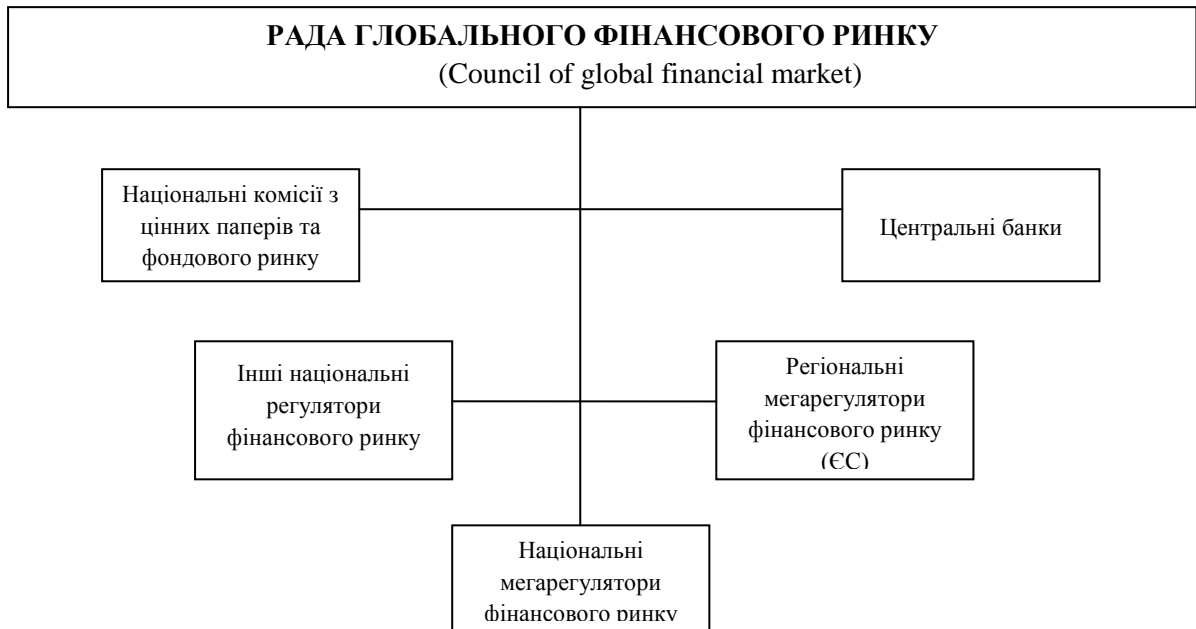 РАДА ГЛОБАЛЬНОГО ФІНАНСОВОГО РИНКУ
(Council of global financial market)
Національні комісії з
цінних паперів та
фондового ринку
Центральні банки
Інші національні
регулятори
фінансового ринку
Регіональні
мегарегулятори
фінансового ринку
(ЄС)
Національні
мегарегулятори
фінансового ринку